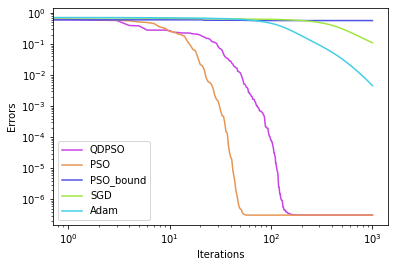 10⁰
10⁻¹
10⁻²
10⁻³
10⁻⁴
10⁻⁵
10⁻⁶
Errors
QDPSO
PSO
PSO_bound
SGD
Adam
10⁰ 10¹ 10² 10³
Iterations